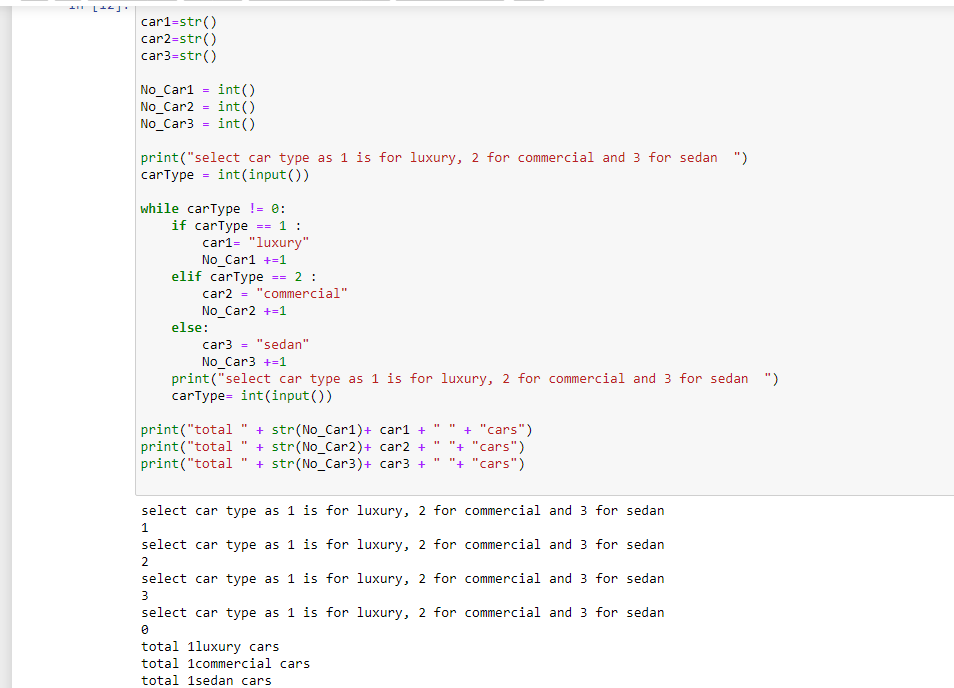 In [12]:
car1=str()
car2=str()
car3=str()
No_Car1 = int()
No_Car2 = int()
No_Car3 = int()
print("select car type as 1 is for luxury, 2 for commercial and 3 for sedan  ")
carType = int(input())
while carType != 0:
    if carType == 1 :
        car1= "luxury"
        No_Car1 +=1
    elif carType == 2 :
        car2 = "commercial"
        No_Car2 +=1
    else:
        car3 = "sedan"
        No_Car3 +=1
    print("select car type as 1 is for luxury, 2 for commercial and 3 for sedan  ")
    carType= int(input())
print("total " + str(No_Car1)+ car1 + " " + "cars")
print("total " + str(No_Car2)+ car2 + " "+ "cars")
print("total " + str(No_Car3)+ car3 + " "+ "cars")
select car type as 1 is for luxury, 2 for commercial and 3 for sedan
1
select car type as 1 is for luxury, 2 for commercial and 3 for sedan
2
select car type as 1 is for luxury, 2 for commercial and 3 for sedan
3
select car type as 1 is for luxury, 2 for commercial and 3 for sedan
0
total 1luxury cars
total 1commercial cars
total 1sedan cars